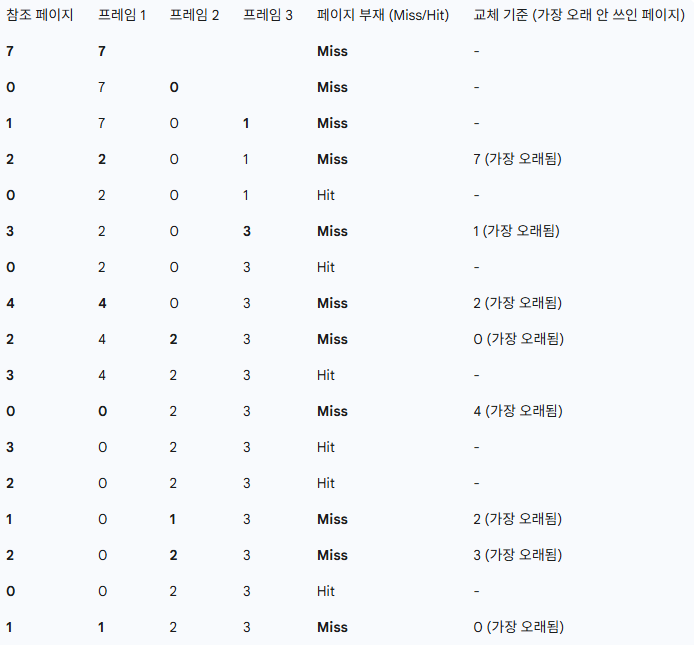 참조 페이지 프레임 1 프레임 2 프레임 3 페이지 부재 (Miss/Hit) 교체 기준 (가장 오래 안 쓰인 페이지)
7 7 Miss -
0 7 0 Miss -
1 7 0 1 Miss -
2 2 0 1 Miss 7 (가장 오래됨)
0 2 0 1 Hit -
3 2 0 3 Miss 1 (가장 오래됨)
0 2 0 3 Hit -
4 4 0 3 Miss 2 (가장 오래됨)
2 4 2 3 Miss 0 (가장 오래됨)
3 4 2 3 Hit -
0 0 2 3 Miss 4 (가장 오래됨)
3 0 2 3 Hit -
2 0 2 3 Hit -
1 0 1 3 Miss 2 (가장 오래됨)
2 0 2 3 Miss 3 (가장 오래됨)
0 0 2 3 Hit -
1 1 2 3 Miss 0 (가장 오래됨)